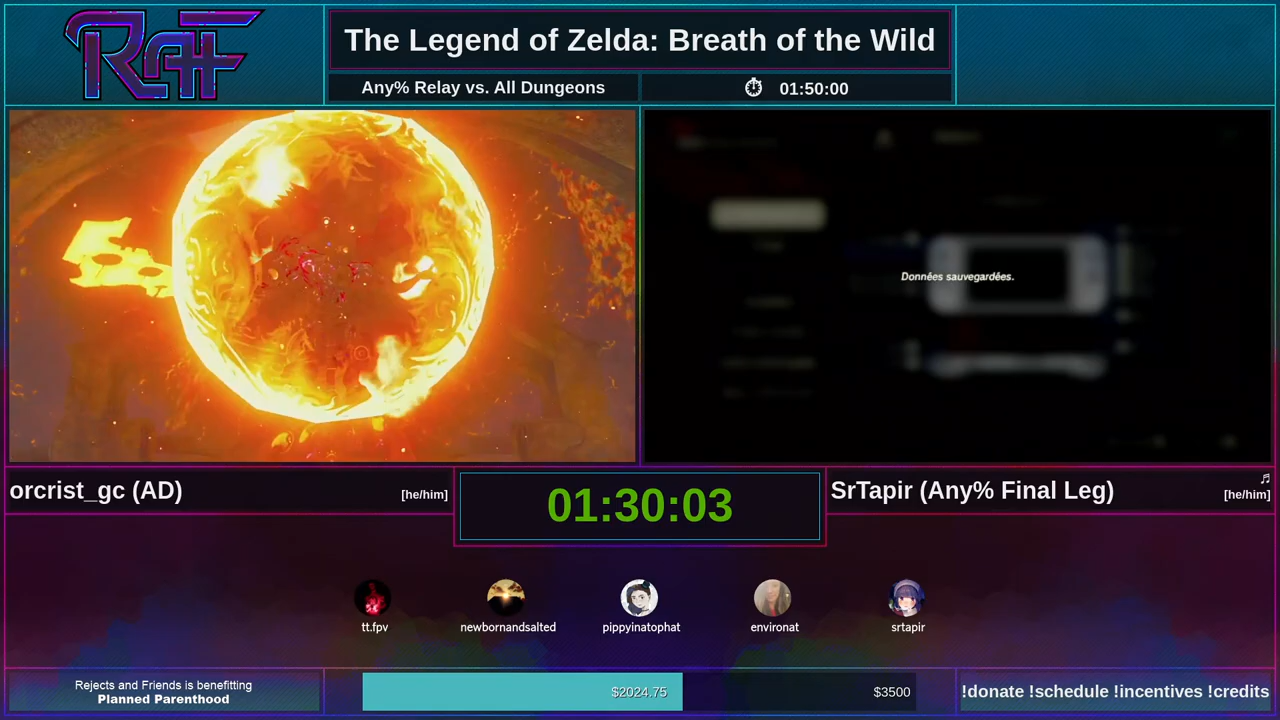 RAF
The Legend of Zelda: Breath of the Wild
Any% Relay vs. All Dungeons
01:50:00
Données sauvegardées.
orcrist_gc (AD)
[he/him]
01:30:03
SrTapir (Any% Final Leg)
[he/him]
tt.fpv
newbornandsalted
pippyinatophat
environat
srtapir
Rejects and Friends is benefitting
Planned Parenthood
$2024.75
$3500
!donate !schedule !incentives !credits